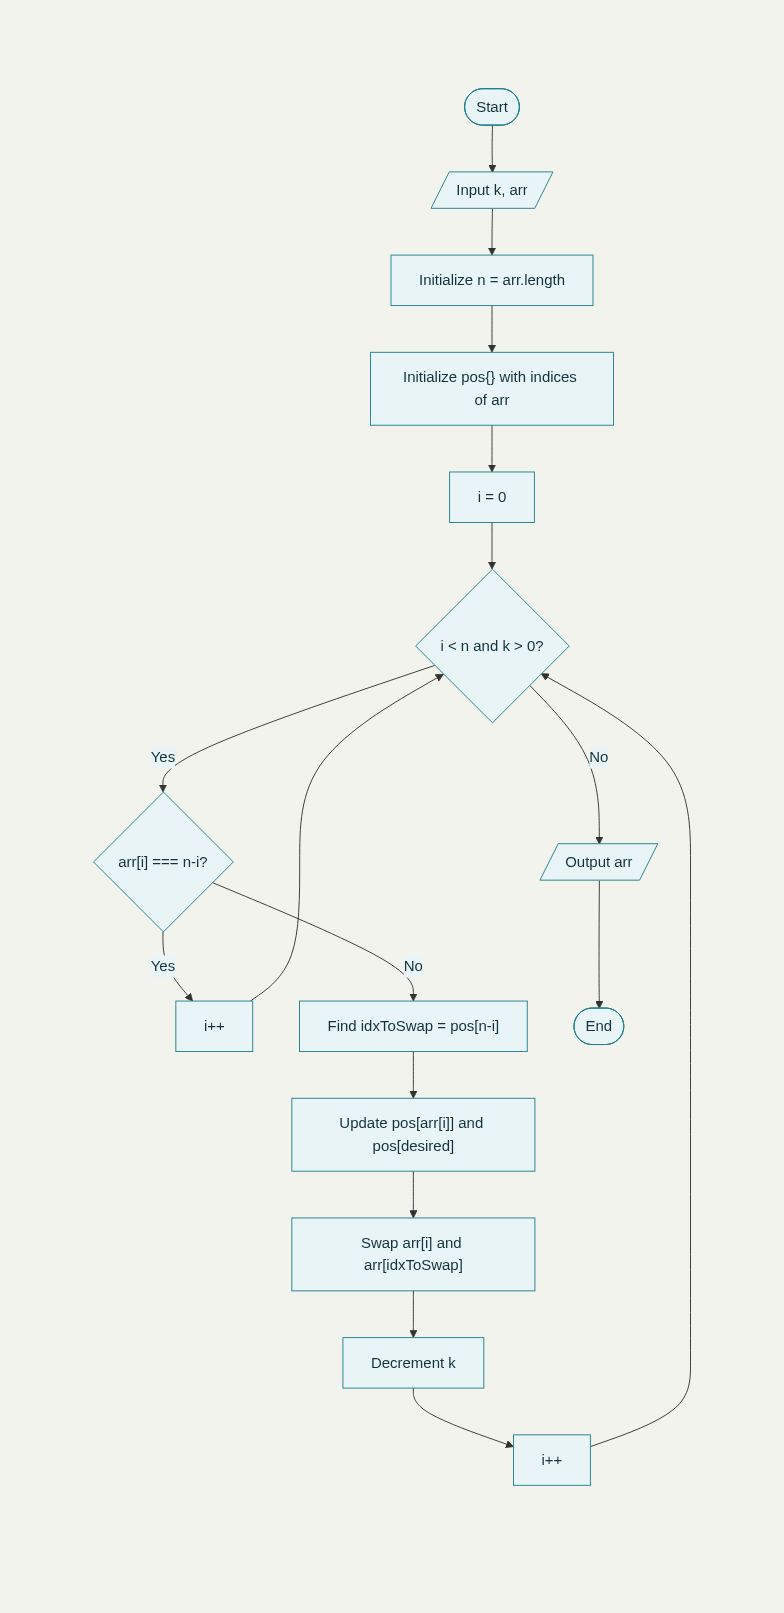 Start
Input k, arr
Initialize n = arr.length
Initialize pos{} with indices
of arr
i = 0
i < n and k > 0?
Yes
No
arr[i] === n-i?
Output arr
Yes
No
i++
Find idxToSwap = pos[n-i]
End
Update pos[arr[i]] and
pos[desired]
Swap arr[i] and
arr[idxToSwap]
Decrement k
i++